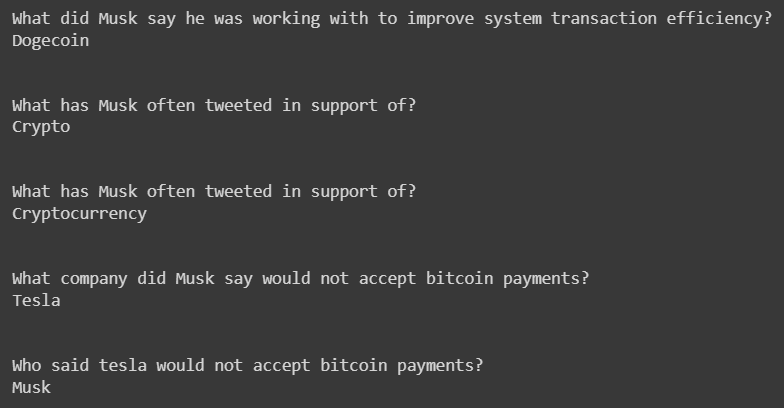 What did Musk say he was working with to improve system transaction efficiency?
Dogecoin
What has Musk often tweeted in support of?
Crypto
What has Musk often tweeted in support of?
Cryptocurrency
What company did Musk say would not accept bitcoin payments?
Tesla
Who said tesla would not accept bitcoin payments?
Musk